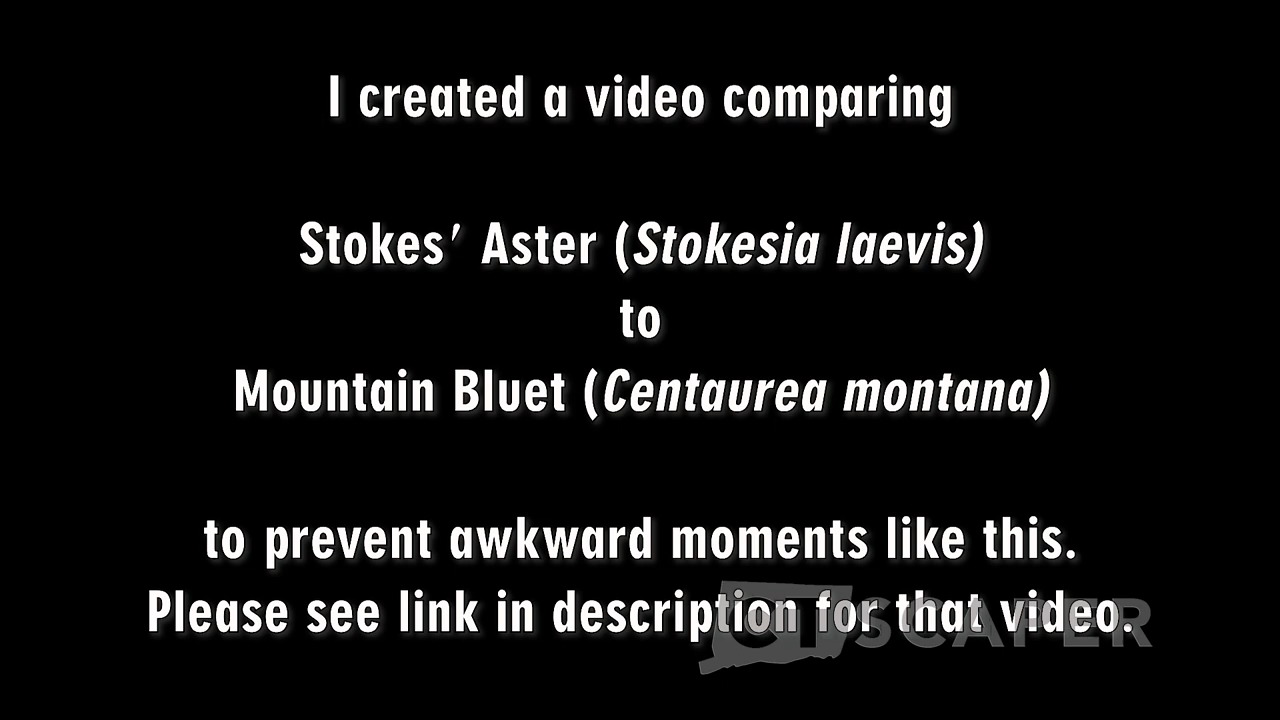 I created a video comparing
Stokes’ Aster (Stokesia laevis)
to
Mountain Bluet (Centaurea montana)
to prevent awkward moments like this.
Please see link in description for that video.
CTSCAPER